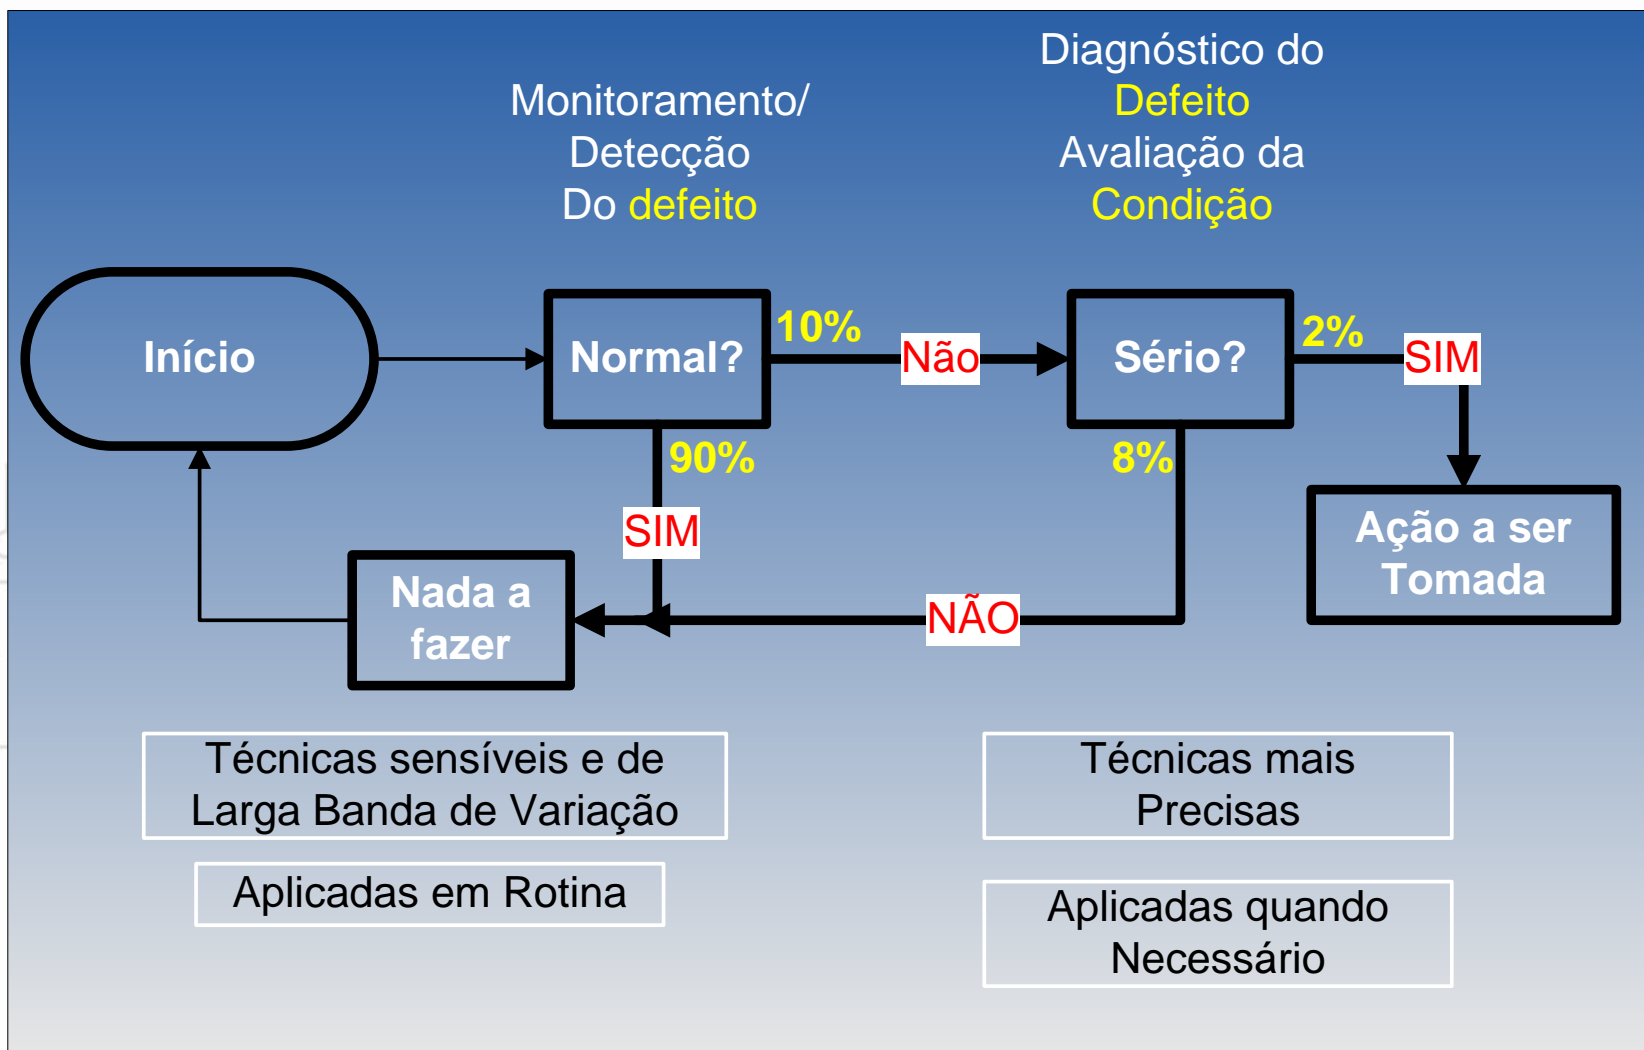 Monitoramento/
Detecção
Do defeito
Diagnóstico do
Defeito
Avaliação da
Condição
Início
Normal?
10%
Não
Sério?
2%
SIM
90%
SIM
8%
NÃO
Nada a
fazer
Ação a ser
Tomada
Técnicas sensíveis e de
Larga Banda de Variação
Aplicadas em Rotina
Técnicas mais
Precisas
Aplicadas quando
Necessário